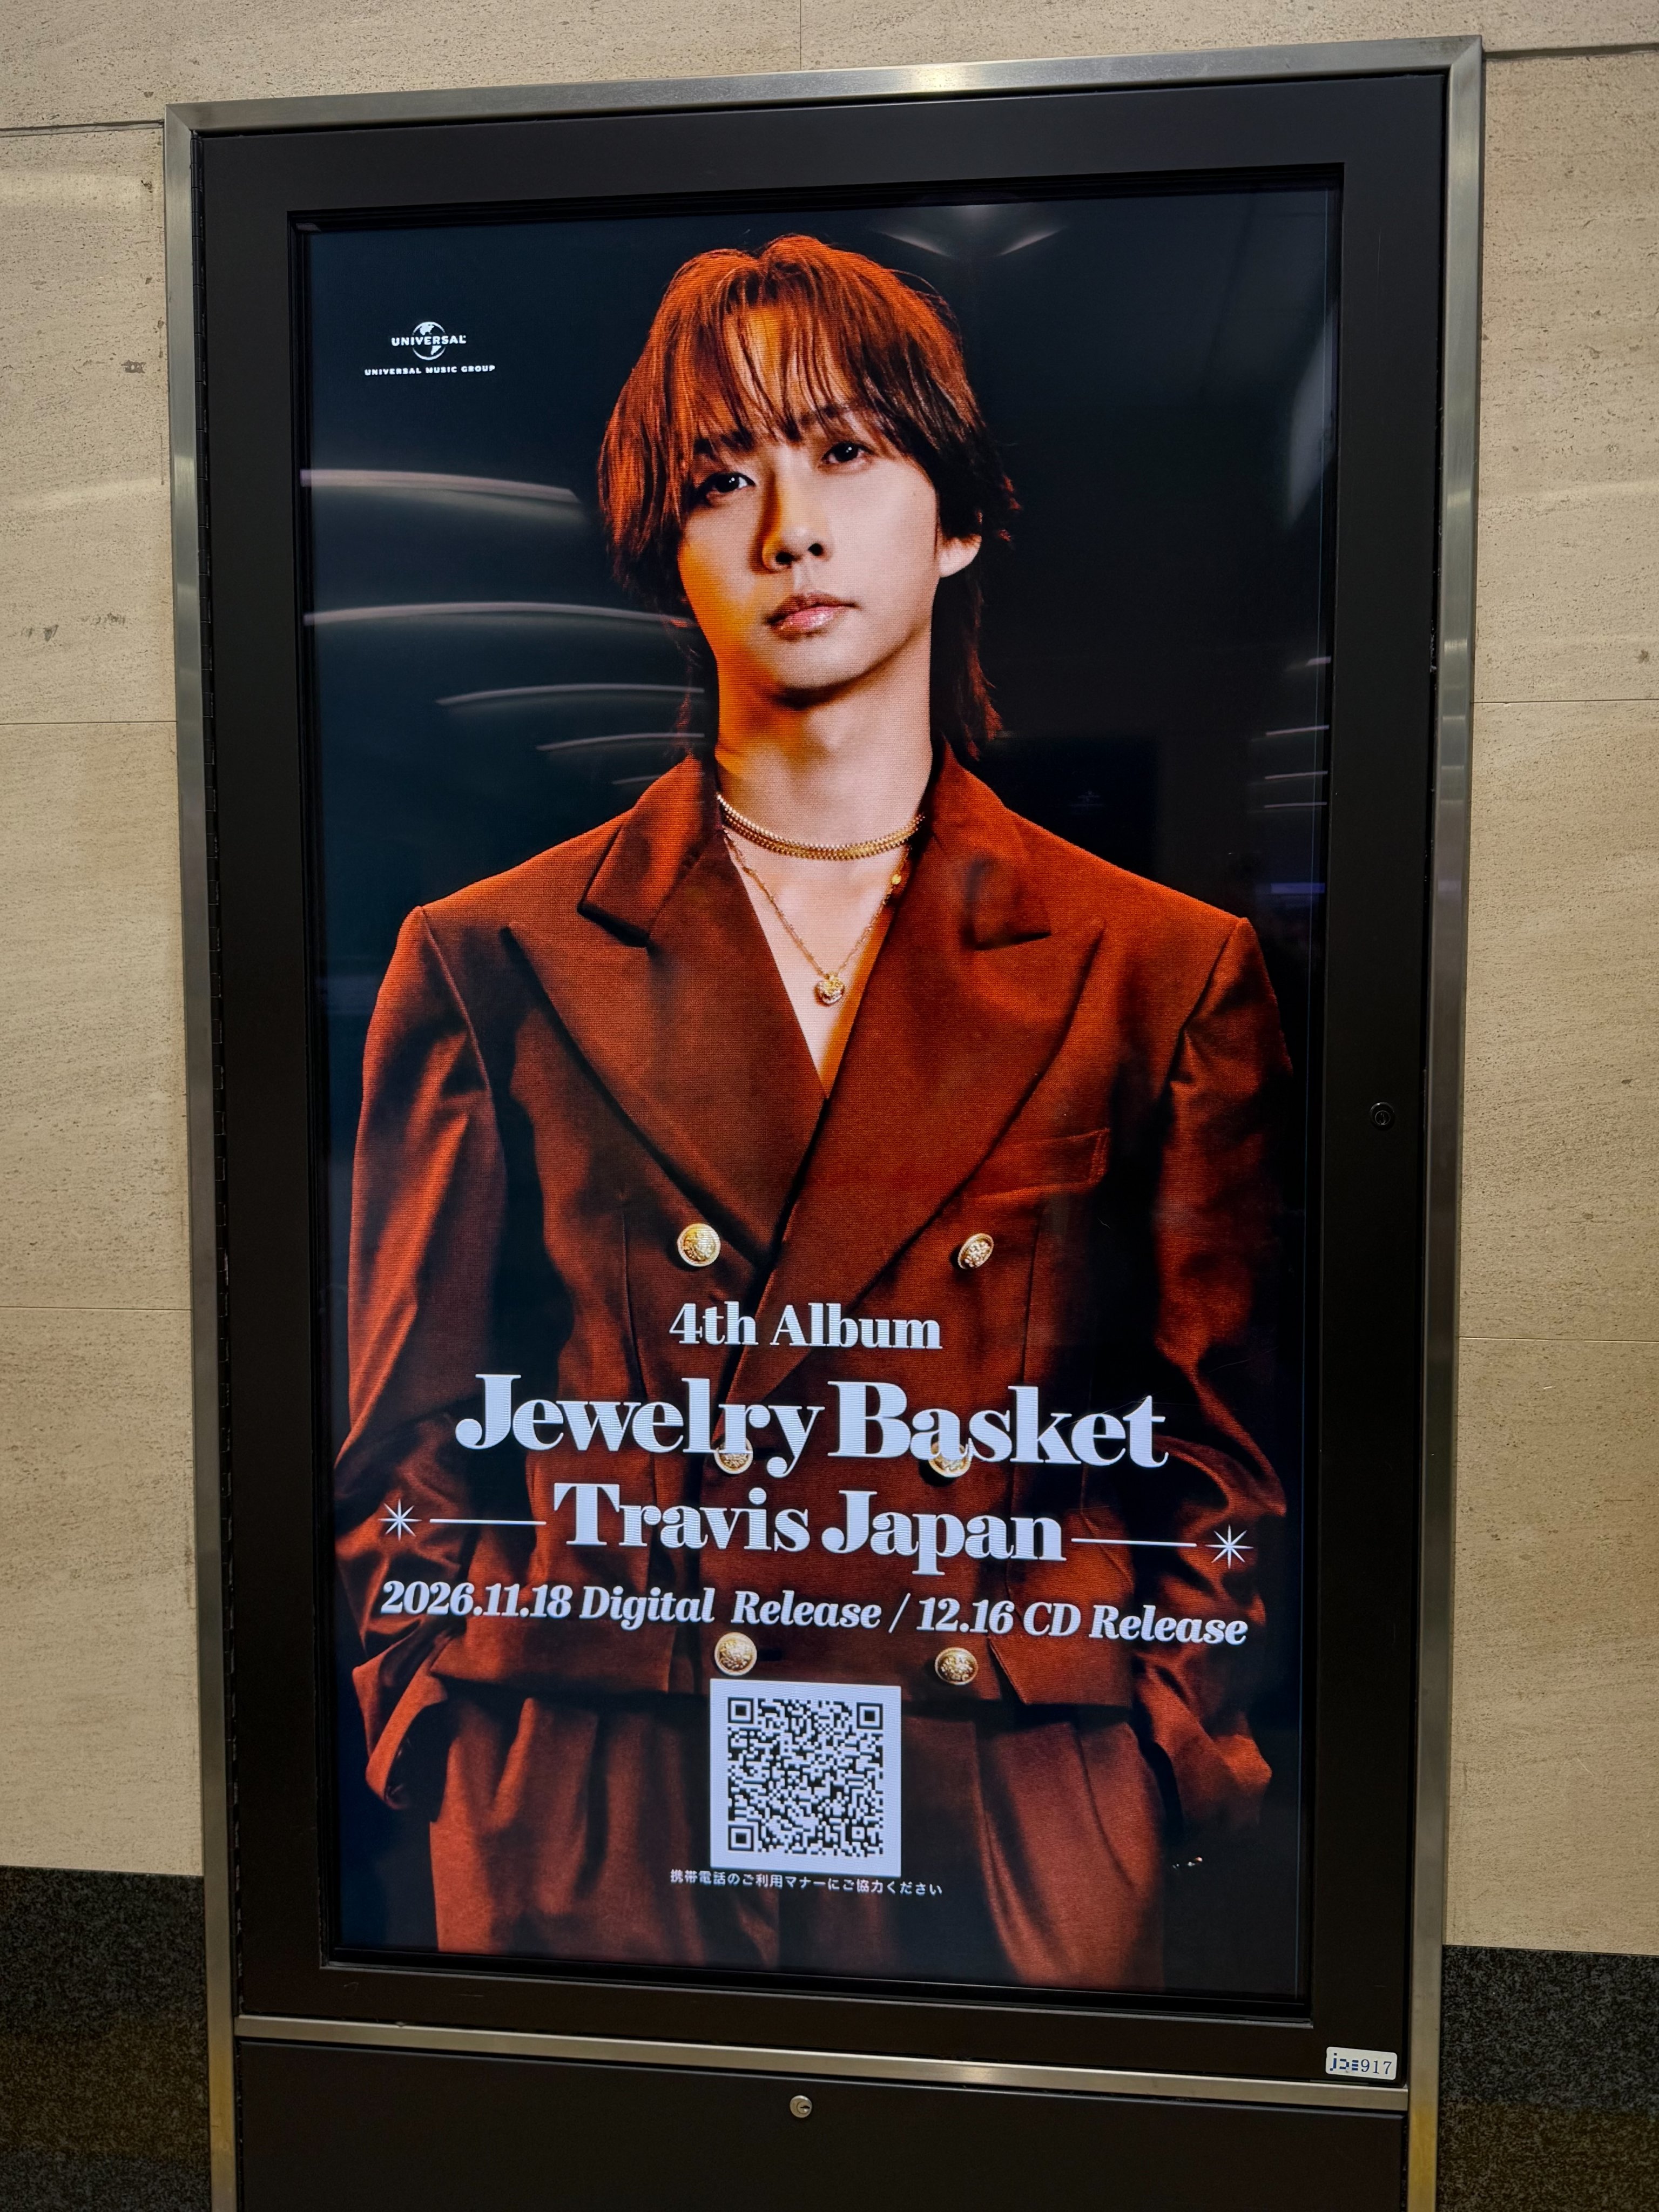 UNIVERSAL
UNIVERSAL MUSIC GROUP
4th Album
Jewelry Basket
Travis Japan
2026.11.18 Digital Release / 12.16 CD Release
携帯電話のご利用マナーにご協力ください
917